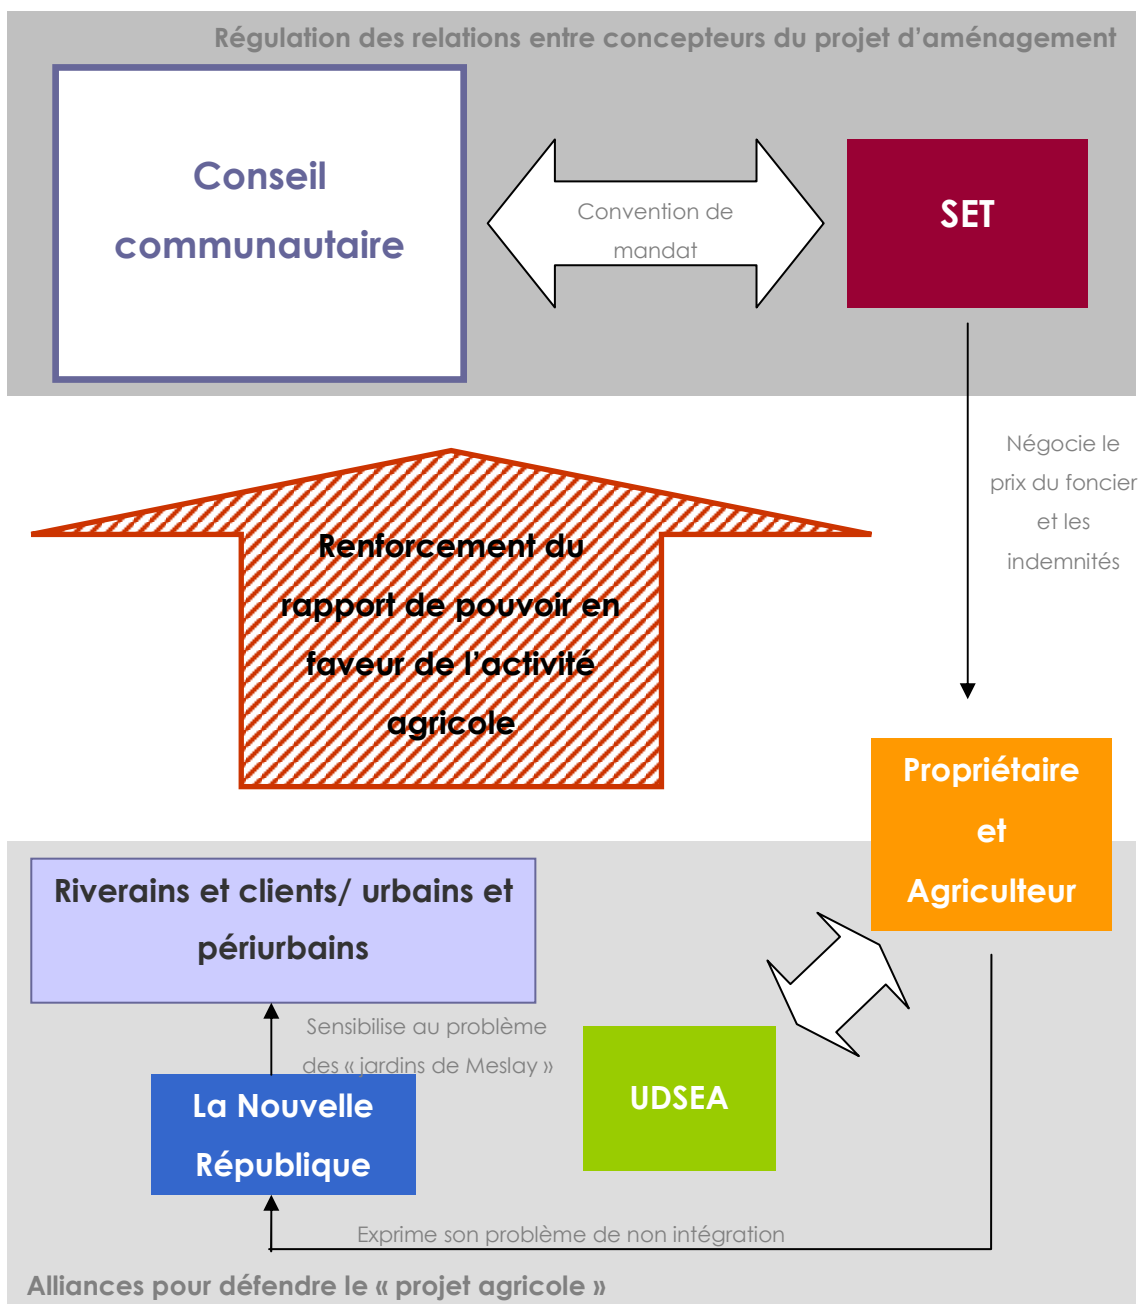 Régulation des relations entre concepteurs du projet d’aménagement
Conseil
communautaire
Convention de
mandat
SET
Négocie le
prix du foncier
et les
indemnités
Renforcement du
rapport de pouvoir en
faveur de l’activité
agricole
Propriétaire
et
Agriculteur
Riverains et clients/ urbains et
périurbains
Sensibilise au problème
des « jardins de Meslay »
UDSEA
La Nouvelle
République
Exprime son problème de non intégration
Alliances pour défendre le « projet agricole »